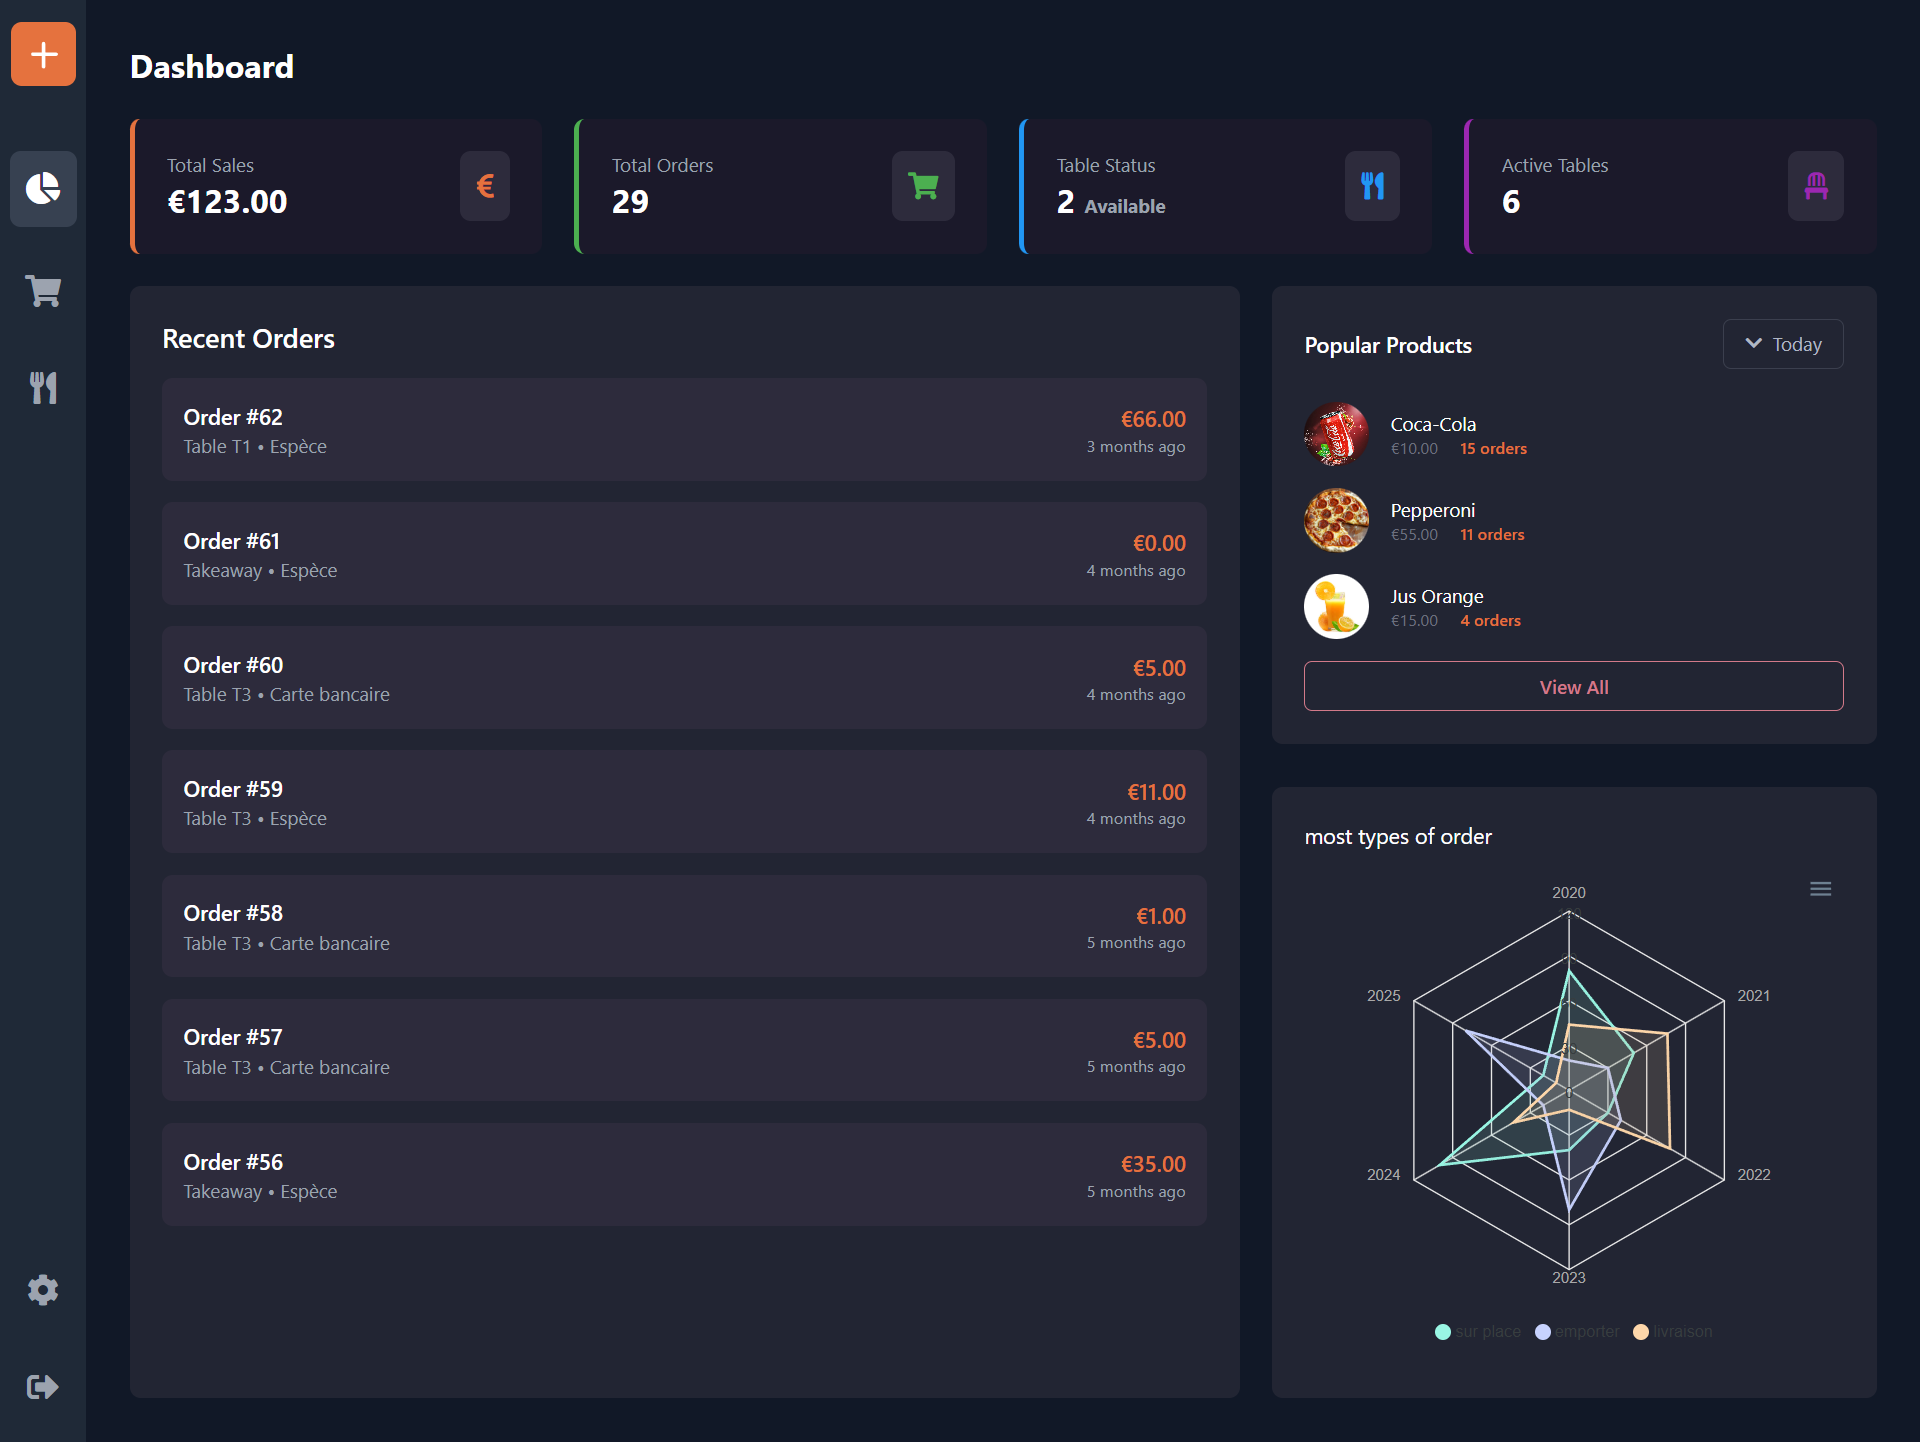 Dashboard
Total Sales
€123.00
€
Total Orders
29
Table Status
2 Available
Active Tables
6
Recent Orders
Order #62
€66.00
Table T1 • Espèce
3 months ago
Order #61
€0.00
Takeaway • Espèce
4 months ago
Order #60
€5.00
Table T3 • Carte bancaire
4 months ago
Order #59
€11.00
Table T3 • Espèce
4 months ago
Order #58
€1.00
Table T3 • Carte bancaire
5 months ago
Order #57
€5.00
Table T3 • Carte bancaire
5 months ago
Order #56
€35.00
Takeaway • Espèce
5 months ago
Popular Products
Today
Coca-Cola
€10.00 15 orders
Pepperoni
€55.00 11 orders
Jus Orange
€15.00 4 orders
View All
most types of order
2020
2025
2021
0
2024
2022
2023
sur place emporter livraison